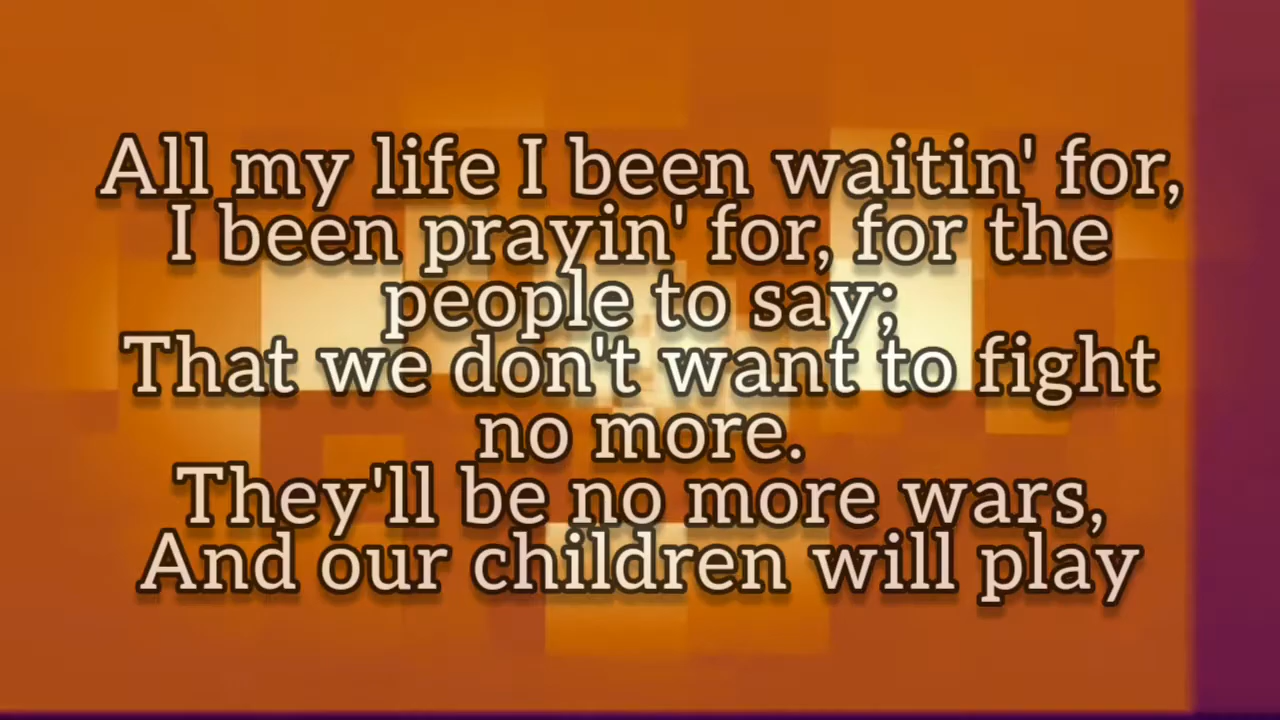 All my life I been waitin' for,
I been prayin' for, for the
people to say;
That we don't want to fight
no more.
They'll be no more wars,
And our children will play